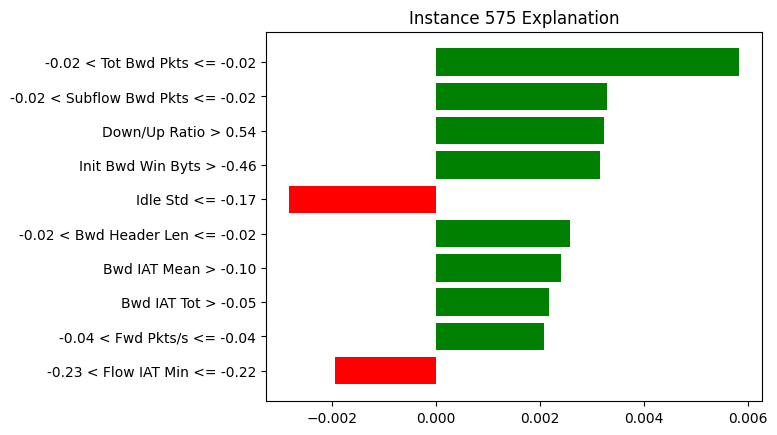 Instance 575 Explanation
-0.02 < Tot Bwd Pkts <= -0.02
-0.02 < Subflow Bwd Pkts <= -0.02
Down/Up Ratio > 0.54
Init Bwd Win Byts > -0.46
Idle Std <= -0.17
-0.02 < Bwd Header Len <= -0.02
Bwd IAT Mean > -0.10
Bwd IAT Tot > -0.05
-0.04 < Fwd Pkts/s <= -0.04
-0.23 < Flow IAT Min <= -0.22
−0.002 0.000 0.002 0.004 0.006